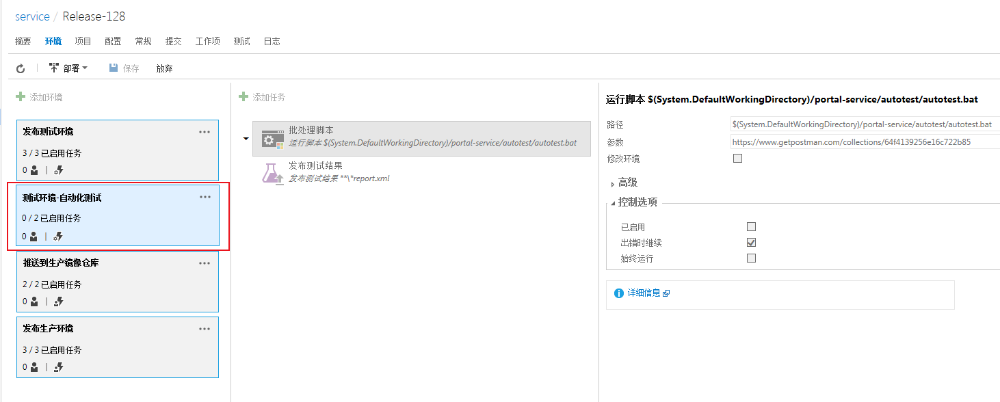 service / Release-128
摘要 环境 项目 配置 常规 提交 工作项 测试 日志
部署 保存 放弃
添加环境
发布测试环境 •••
3 / 3 已启用任务
0 |
测试环境-自动化测试 •••
0 / 2 已启用任务
0 |
推送到生产镜像仓库 •••
2 / 2 已启用任务
0 |
发布生产环境 •••
3 / 3 已启用任务
0 |
添加任务
批处理脚本
运行脚本 $(System.DefaultWorkingDirectory)/portal-service/autotest/autotest.bat
发布测试结果
发布测试结果 **\*report.xml
运行脚本 $(System.DefaultWorkingDirectory)/portal-service/autotest/autotest.bat
路径 $(System.DefaultWorkingDirectory)/portal-service/autotest/autotest.bat
参数 https://www.getpostman.com/collections/64f4139256e16c722b85
修改环境
高级
控制选项
已启用
出错时继续
始终运行
详细信息